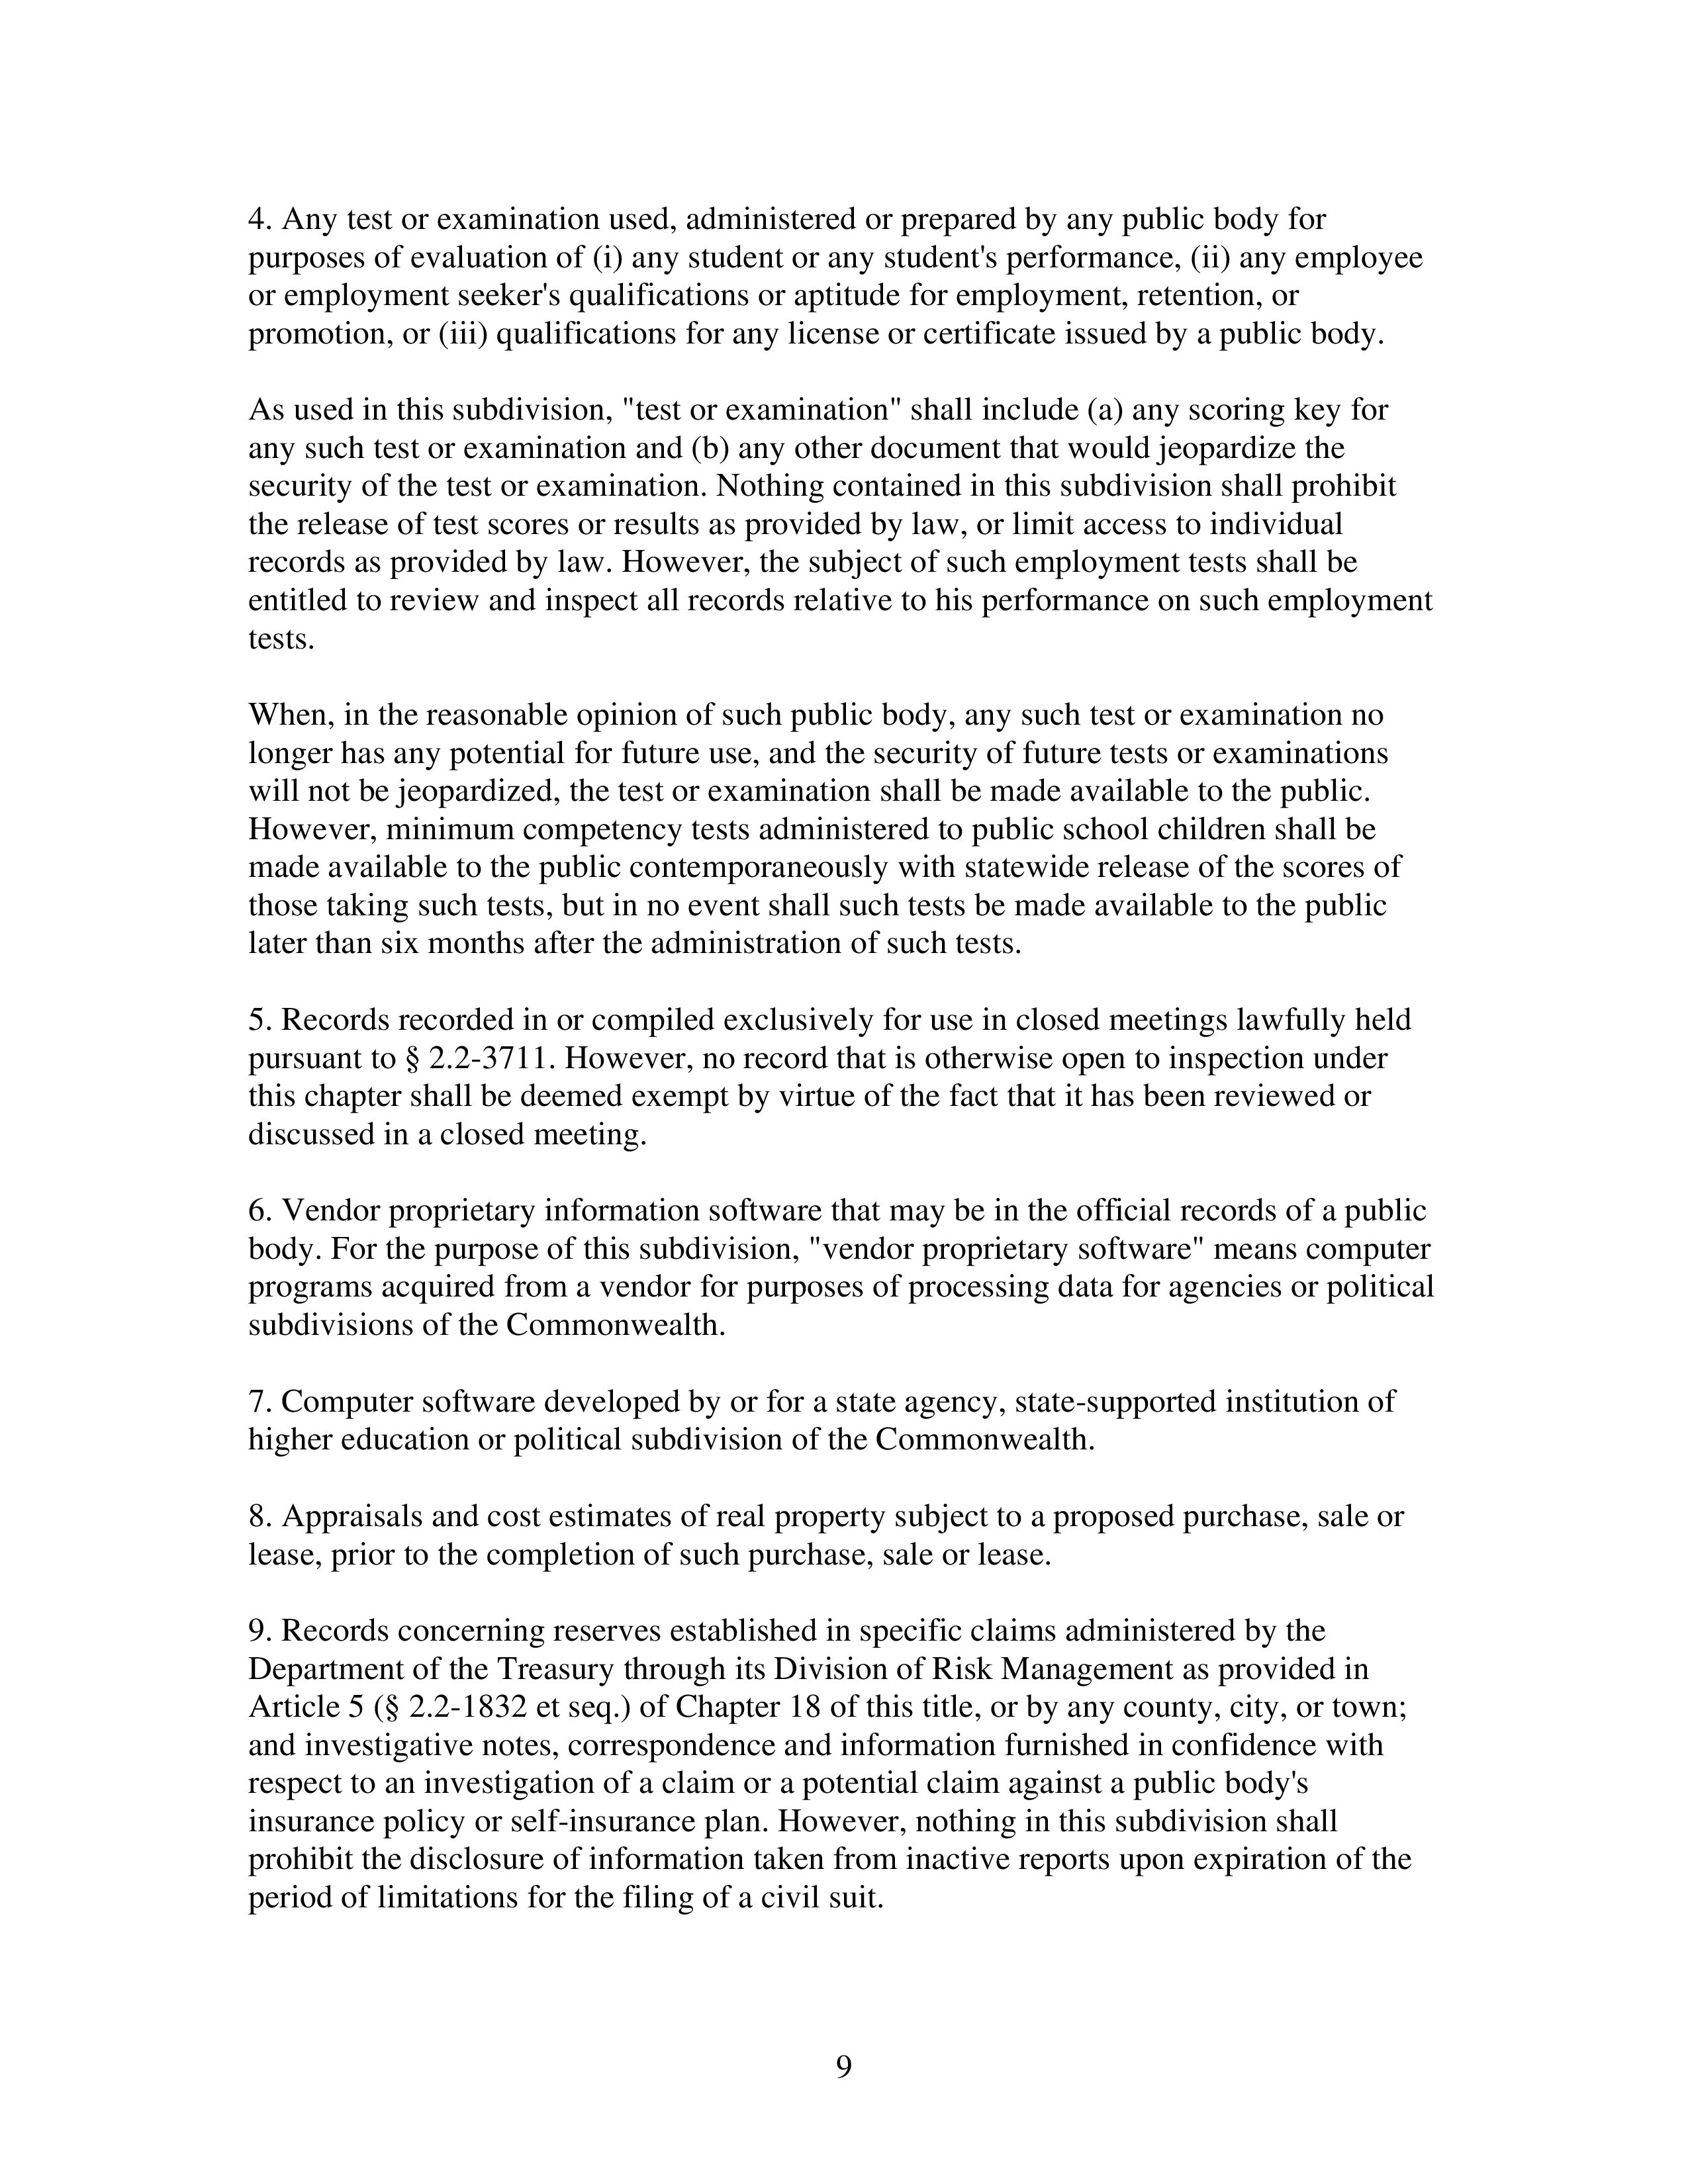 4. Any test or examination used, administered or prepared by any public body for
purposes of evaluation of (i) any student or any student's performance, (ii) any employee
or employment seeker's qualifications or aptitude for employment, retention, or
promotion, or (iii) qualifications for any license or certificate issued by a public body.
As used in this subdivision, "test or examination" shall include (a) any scoring key for
any such test or examination and (b) any other document that would jeopardize the
security of the test or examination. Nothing contained in this subdivision shall prohibit
the release of test scores or results as provided by law, or limit access to individual
records as provided by law. However, the subject of such employment tests shall be
entitled to review and inspect all records relative to his performance on such employment
tests.
When, in the reasonable opinion of such public body, any such test or examination no
longer has any potential for future use, and the security of future tests or examinations
will not be jeopardized, the test or examination shall be made available to the public.
However, minimum competency tests administered to public school children shall be
made available to the public contemporaneously with statewide release of the scores of
those taking such tests, but in no event shall such tests be made available to the public
later than six months after the administration of such tests.
5. Records recorded in or compiled exclusively for use in closed meetings lawfully held
pursuant to § 2.2-3711. However, no record that is otherwise open to inspection under
this chapter shall be deemed exempt by virtue of the fact that it has been reviewed or
discussed in a closed meeting.
6. Vendor proprietary information software that may be in the official records of a public
body. For the purpose of this subdivision, "vendor proprietary software" means computer
programs acquired from a vendor for purposes of processing data for agencies or political
subdivisions of the Commonwealth.
7. Computer software developed by or for a state agency, state-supported institution of
higher education or political subdivision of the Commonwealth.
8. Appraisals and cost estimates of real property subject to a proposed purchase, sale or
lease, prior to the completion of such purchase, sale or lease.
9. Records concerning reserves established in specific claims administered by the
Department of the Treasury through its Division of Risk Management as provided in
Article 5 (§ 2.2-1832 et seq.) of Chapter 18 of this title, or by any county, city, or town;
and investigative notes, correspondence and information furnished in confidence with
respect to an investigation of a claim or a potential claim against a public body's
insurance policy or self-insurance plan. However, nothing in this subdivision shall
prohibit the disclosure of information taken from inactive reports upon expiration of the
period of limitations for the filing of a civil suit.
9